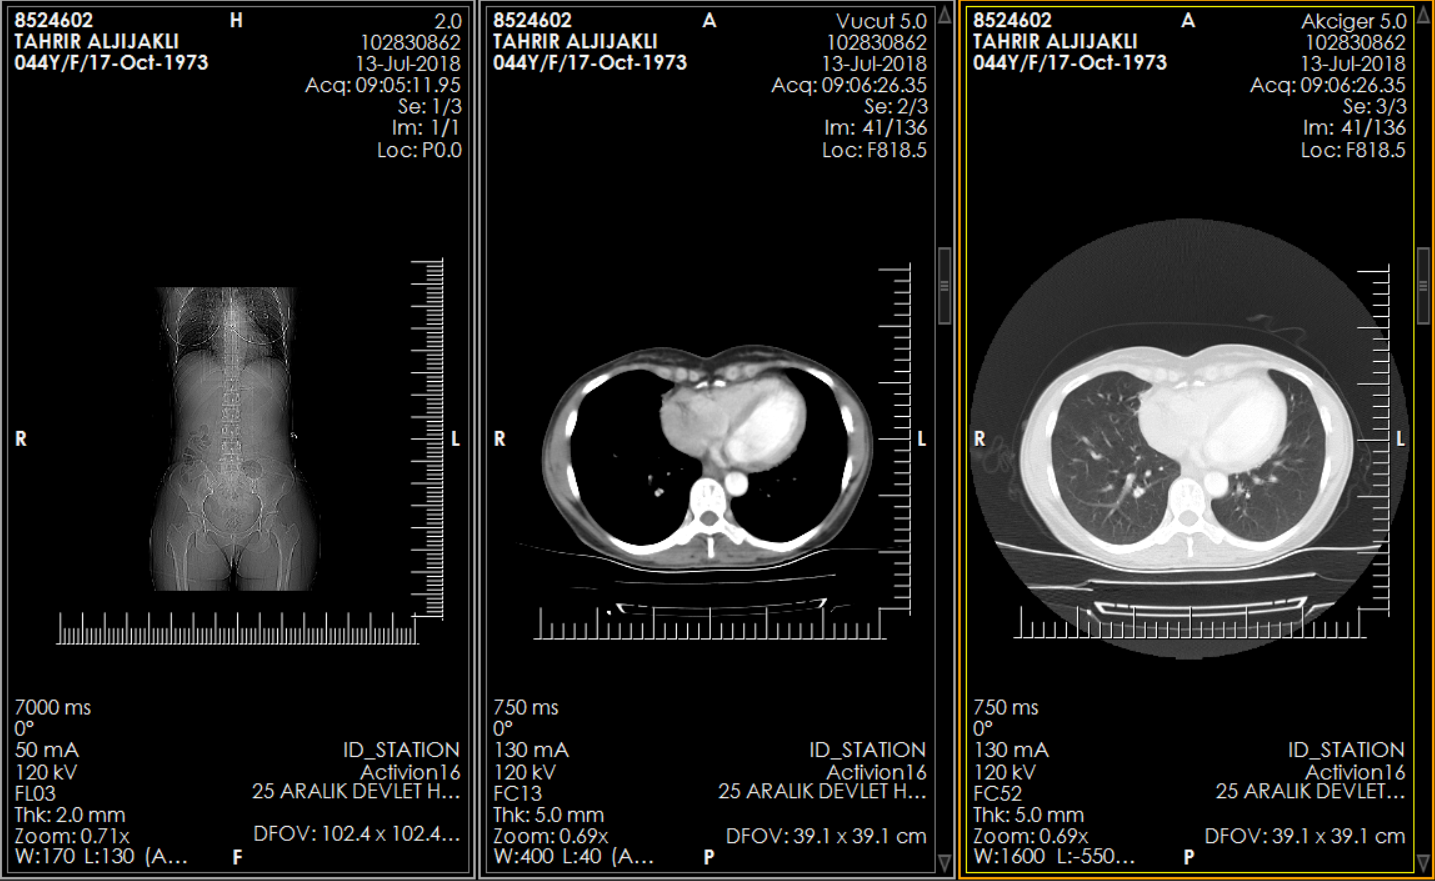 8524602 H 2.0
TAHRIR ALJIJAKLI 102830862
044Y/F/17-Oct-1973 13-Jul-2018
Acq: 09:05:11.95
Se: 1/3
Im: 1/1
Loc: P0.0
R L
7000 ms
0°
50 mA ID_STATION
120 kV Activion16
FL03 25 ARALIK DEVLET H...
Thk: 2.0 mm
Zoom: 0.71x DFOV: 102.4 x 102.4...
W:170 L:130 (A... F
8524602 A Vucut 5.0
TAHRIR ALJIJAKLI 102830862
044Y/F/17-Oct-1973 13-Jul-2018
Acq: 09:06:26.35
Se: 2/3
Im: 41/136
Loc: F818.5
R L
750 ms
0°
130 mA ID_STATION
120 kV Activion16
FC13 25 ARALIK DEVLET H...
Thk: 5.0 mm
Zoom: 0.69x DFOV: 39.1 x 39.1 cm
W:400 L:40 (A... P
8524602 A Akciger 5.0
TAHRIR ALJIJAKLI 102830862
044Y/F/17-Oct-1973 13-Jul-2018
Acq: 09:06:26.35
Se: 3/3
Im: 41/136
Loc: F818.5
R L
750 ms
0°
130 mA ID_STATION
120 kV Activion16
FC52 25 ARALIK DEVLET...
Thk: 5.0 mm
Zoom: 0.69x DFOV: 39.1 x 39.1 cm
W:1600 L:-550... P